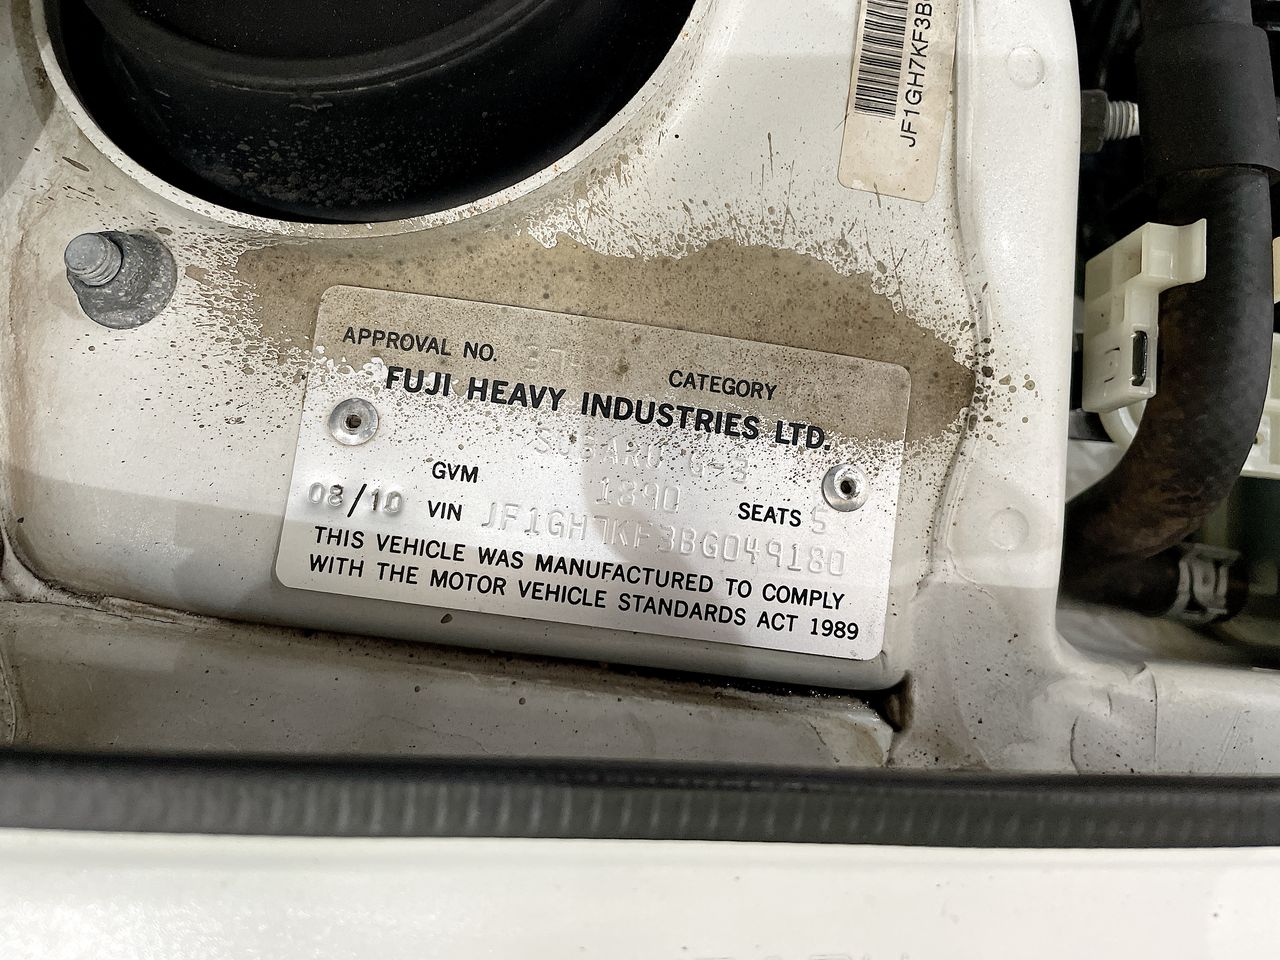 JF1GH7KF3B
APPROVAL NO.
CATEGORY
FUJI HEAVY INDUSTRIES LTD.
SUBARU G-3
GVM 1890 SEATS 5
08/10 VIN JF1GH7KF3BG049180
THIS VEHICLE WAS MANUFACTURED TO COMPLY
WITH THE MOTOR VEHICLE STANDARDS ACT 1989